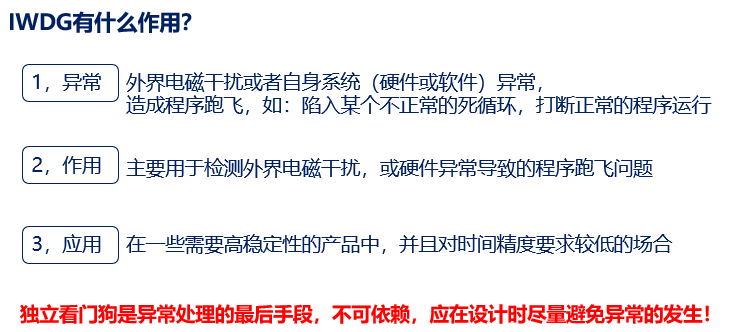 IWDG有什么作用?
1，异常
外界电磁干扰或者自身系统（硬件或软件）异常，
造成程序跑飞，如：陷入某个不正常的死循环，打断正常的程序运行
2，作用
主要用于检测外界电磁干扰，或硬件异常导致的程序跑飞问题
3，应用
在一些需要高稳定性的产品中，并且对时间精度要求较低的场合
独立看门狗是异常处理的最后手段，不可依赖，应在设计时尽量避免异常的发生！